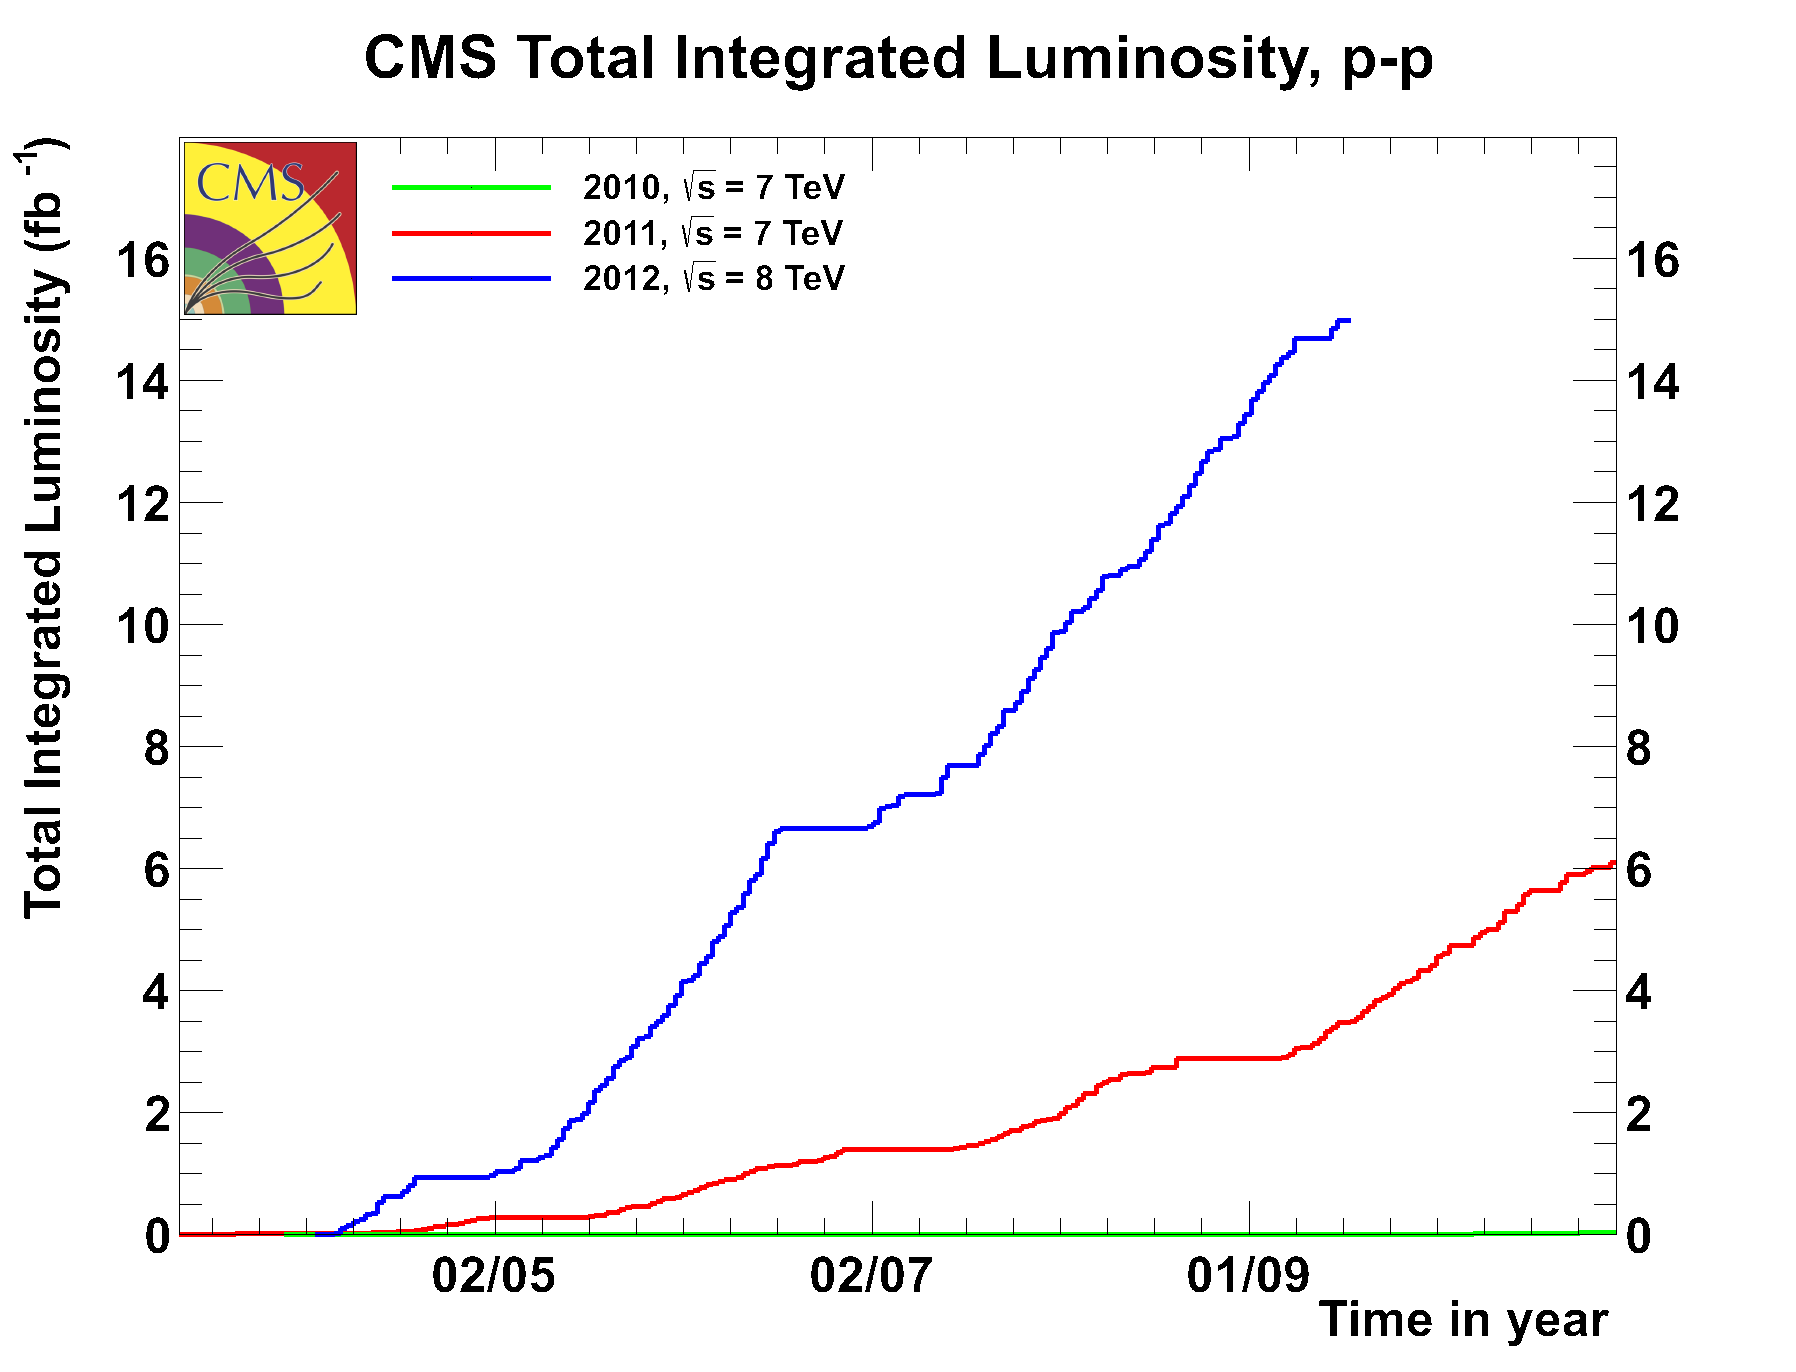 CMS Total Integrated Luminosity, p-p
Total Integrated Luminosity (fb -1)
CMS
2010, √s = 7 TeV
2011, √s = 7 TeV
2012, √s = 8 TeV
16 16
14 14
12 12
10 10
8 8
6 6
4 4
2 2
0 0
02/05 02/07 01/09
Time in year